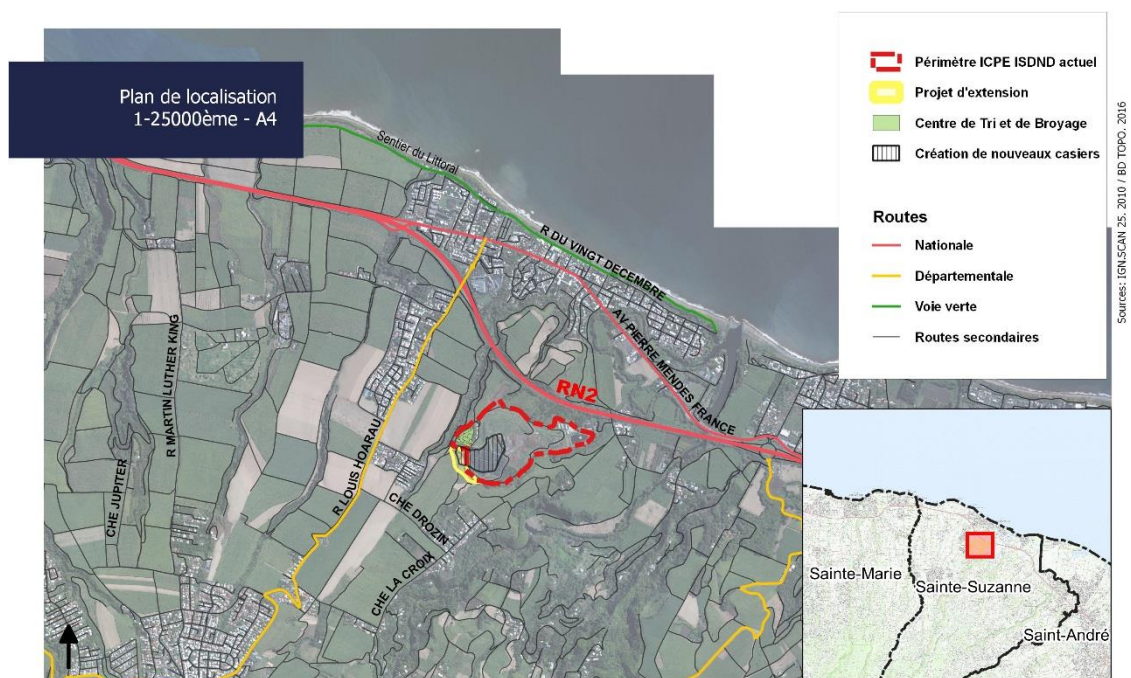 Plan de localisation
1-25000ème - A4
Périmètre ICPE ISDND actuel
Projet d'extension
Centre de Tri et de Broyage
Création de nouveaux casiers
Routes
Nationale
Départementale
Voie verte
Routes secondaires
Sources: IGN.SCAN 25, 2010 / BD TOPO, 2016
Sentier du Littoral
R DU VINGT DECEMBRE
AV PIERRE MENDES FRANCE
RN2
R MARTIN LUTHER KING
CHE JUPITER
R LOUIS HOARAU
CHE DROZIN
CHE LA CROIX
Sainte-Marie
Sainte-Suzanne
Saint-André